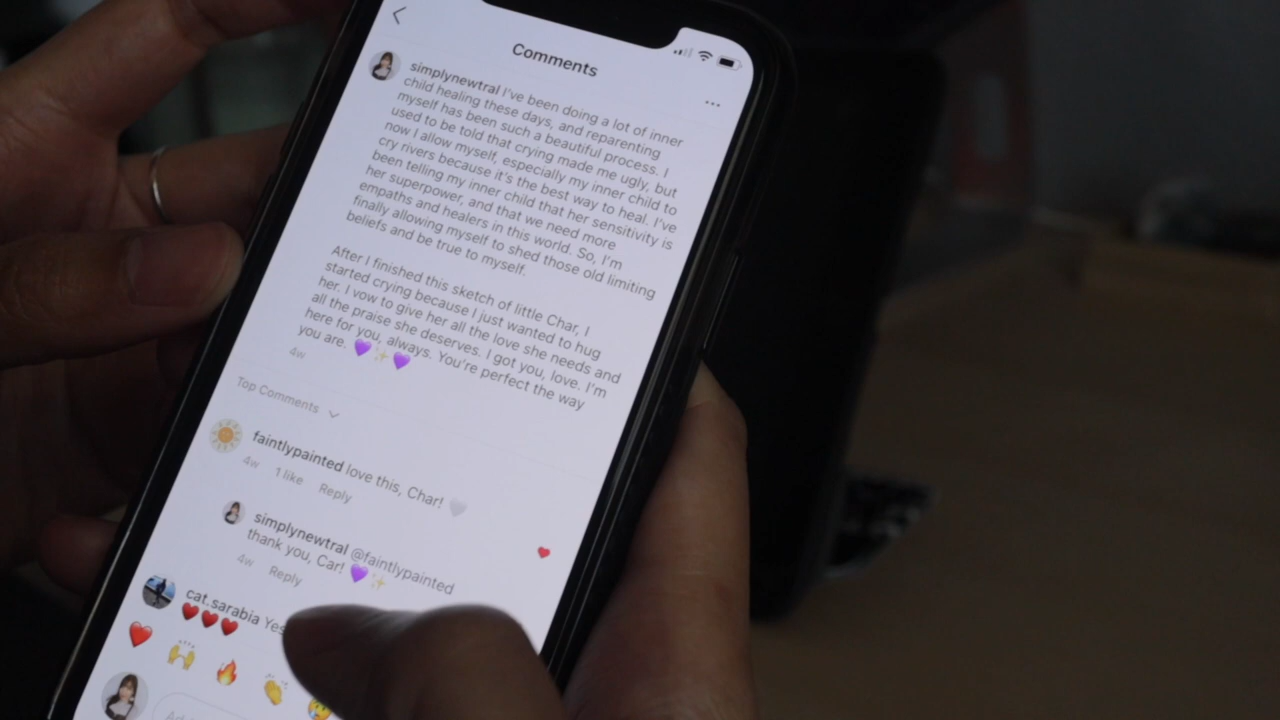 Comments
simplynewtral I've been doing a lot of inner
child healing these days, and reparenting
myself has been such a beautiful process. I
used to be told that crying made me ugly, but
now I allow myself, especially my inner child to
cry rivers because it's the best way to heal. I've
been telling my inner child that her sensitivity is
her superpower, and that we need more
empaths and healers in this world. So, I'm
finally allowing myself to shed those old limiting
beliefs and be true to myself.
After I finished this sketch of little Char, I
started crying because I just wanted to hug
her. I vow to give her all the love she needs and
all the praise she deserves. I got you, love. I'm
here for you, always. You're perfect the way
you are. 💜✨💜
4w
Top Comments
faintlypainted love this, Char! 🤍
4w 1 like Reply
simplynewtral @faintlypainted
thank you, Car! 💜✨
4w Reply
cat.sarabia
❤️❤️❤️